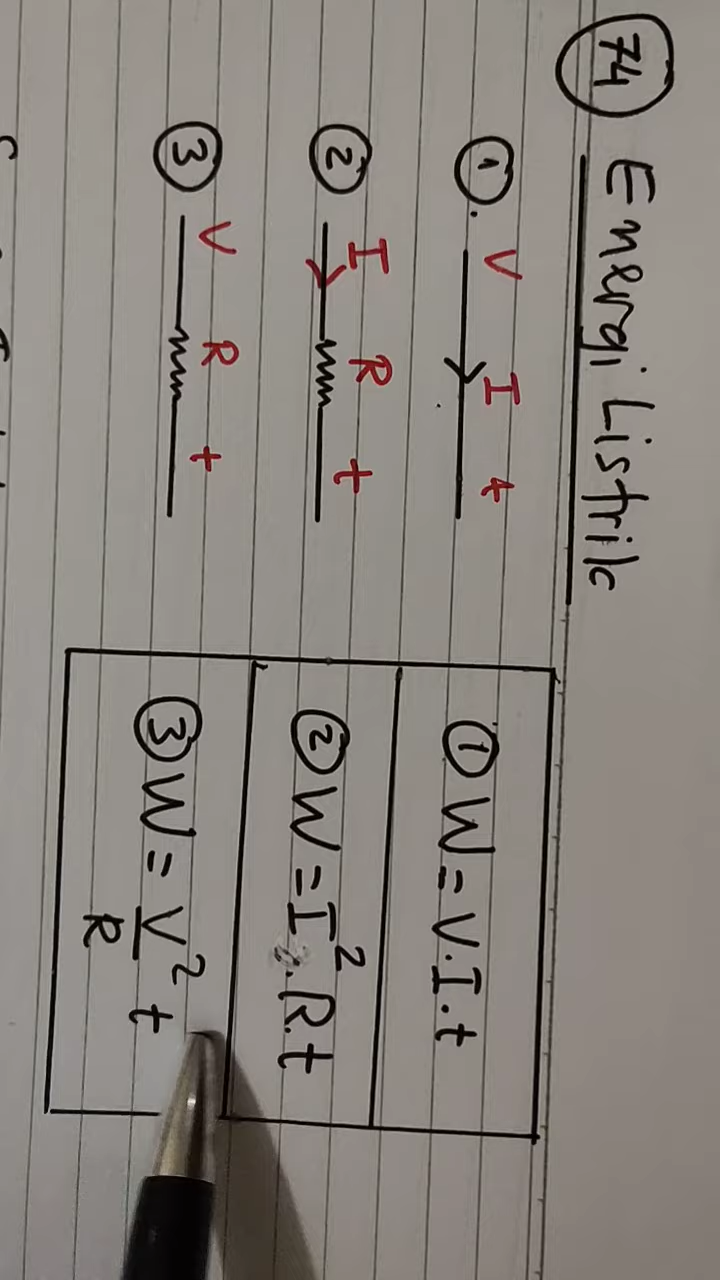 74 Energi Listrik
① V I t
② I R t
③ V R t
① W = V.I.t
② W = I².R.t
③ W = V²/R t